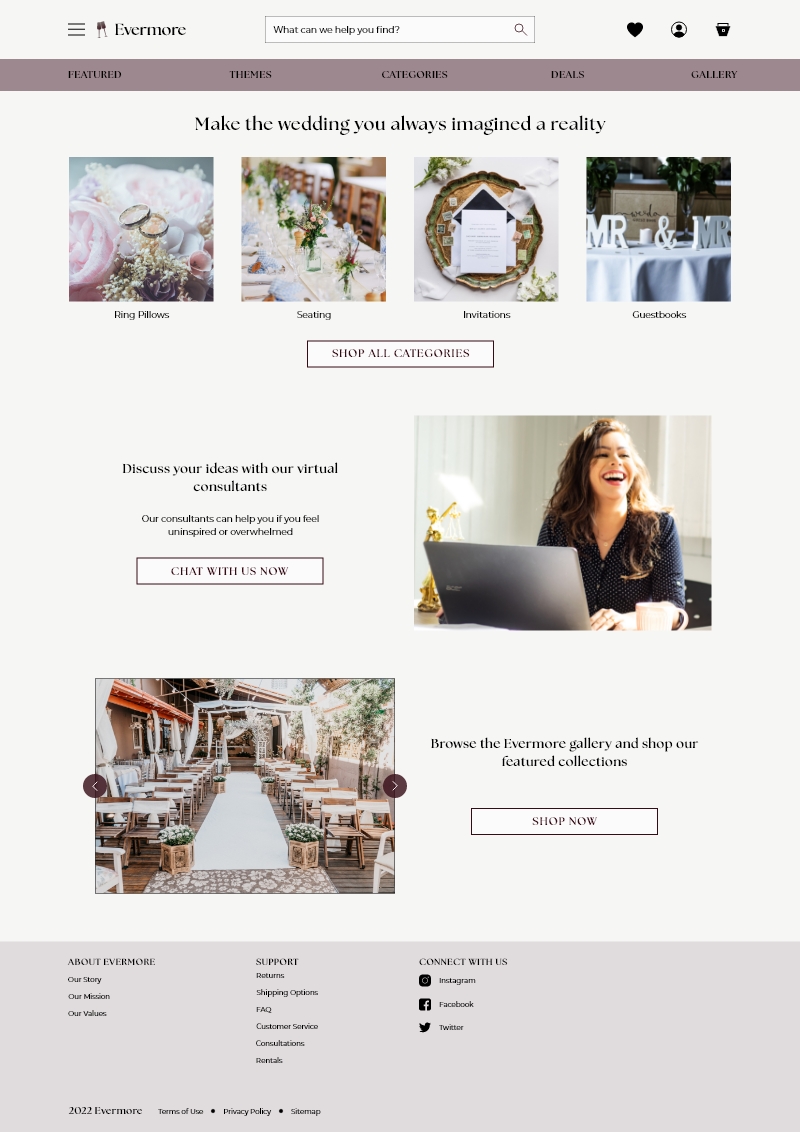 Evermore
What can we help you find?
FEATURED
THEMES
CATEGORIES
DEALS
GALLERY
Make the wedding you always imagined a reality
MR & MR
Ring Pillows
Seating
Invitations
Guestbooks
SHOP ALL CATEGORIES
Discuss your ideas with our virtual
consultants
Our consultants can help you if you feel
uninspired or overwhelmed
CHAT WITH US NOW
Browse the Evermore gallery and shop our
featured collections
SHOP NOW
ABOUT EVERMORE
Our Story
Our Mission
Our Values
SUPPORT
Returns
Shipping Options
FAQ
Customer Service
Consultations
Rentals
CONNECT WITH US
Instagram
Facebook
Twitter
2022 Evermore
Terms of Use • Privacy Policy • Sitemap